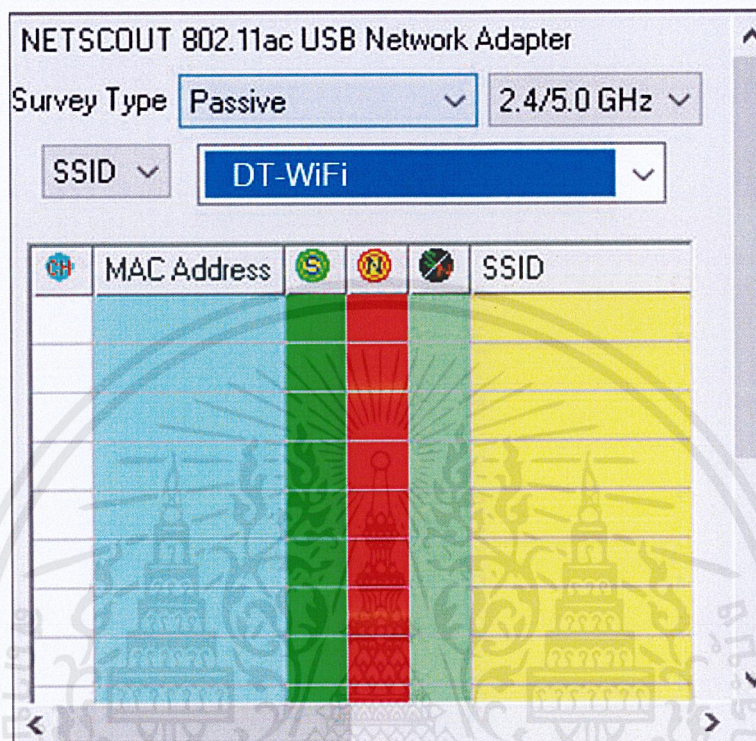 NETSCOUT 802.11ac USB Network Adapter
Survey Type Passive 2.4/5.0 GHz
SSID DT-WiFi
CH MAC Address S N SSID